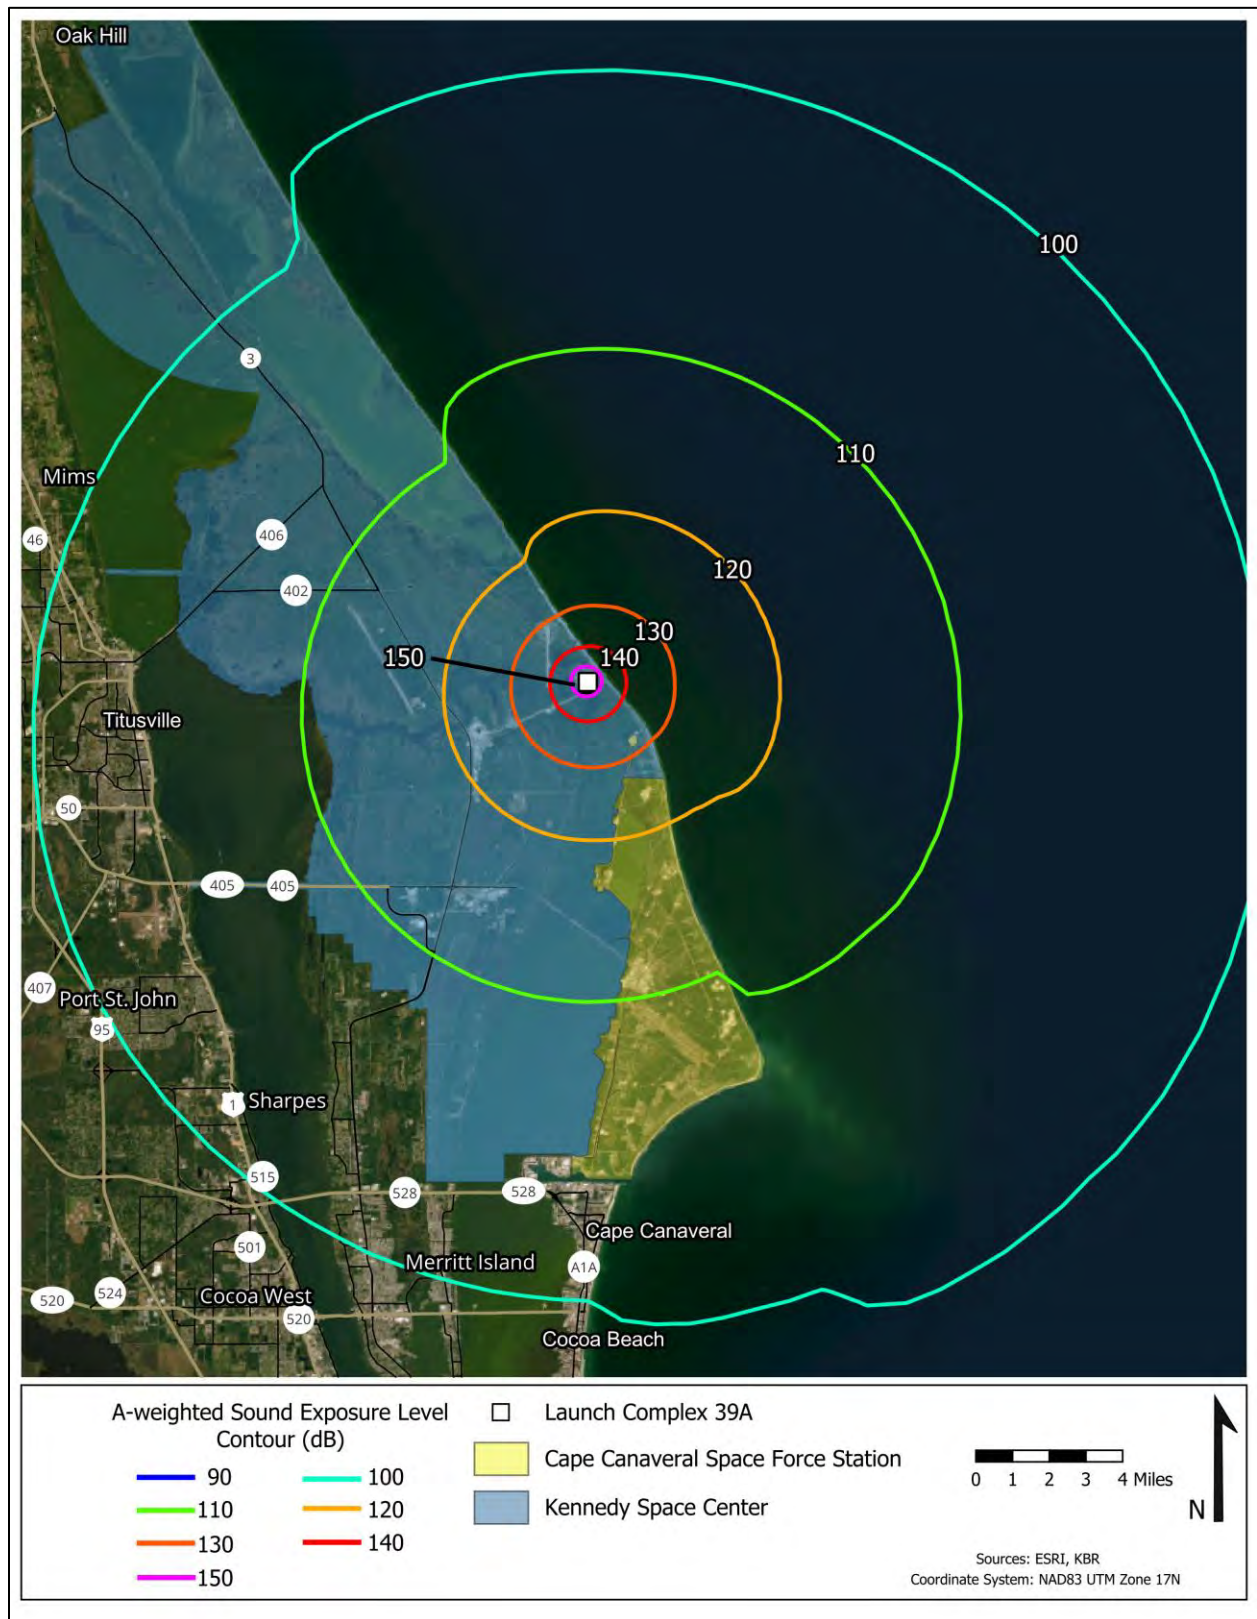 Oak Hill
100
3
110
Mims
46
406
402
120
130
140
150
Titusville
50
405
405
407
Port St. John
95
1
Sharpes
515
528
528
Cape Canaveral
501
Merritt Island
A1A
524
520
Cocoa West
520
Cocoa Beach
A-weighted Sound Exposure Level
Contour (dB)
90
100
110
120
130
140
150
Launch Complex 39A
Cape Canaveral Space Force Station
Kennedy Space Center
0 1 2 3 4 Miles
N
Sources: ESRI, KBR
Coordinate System: NAD83 UTM Zone 17N